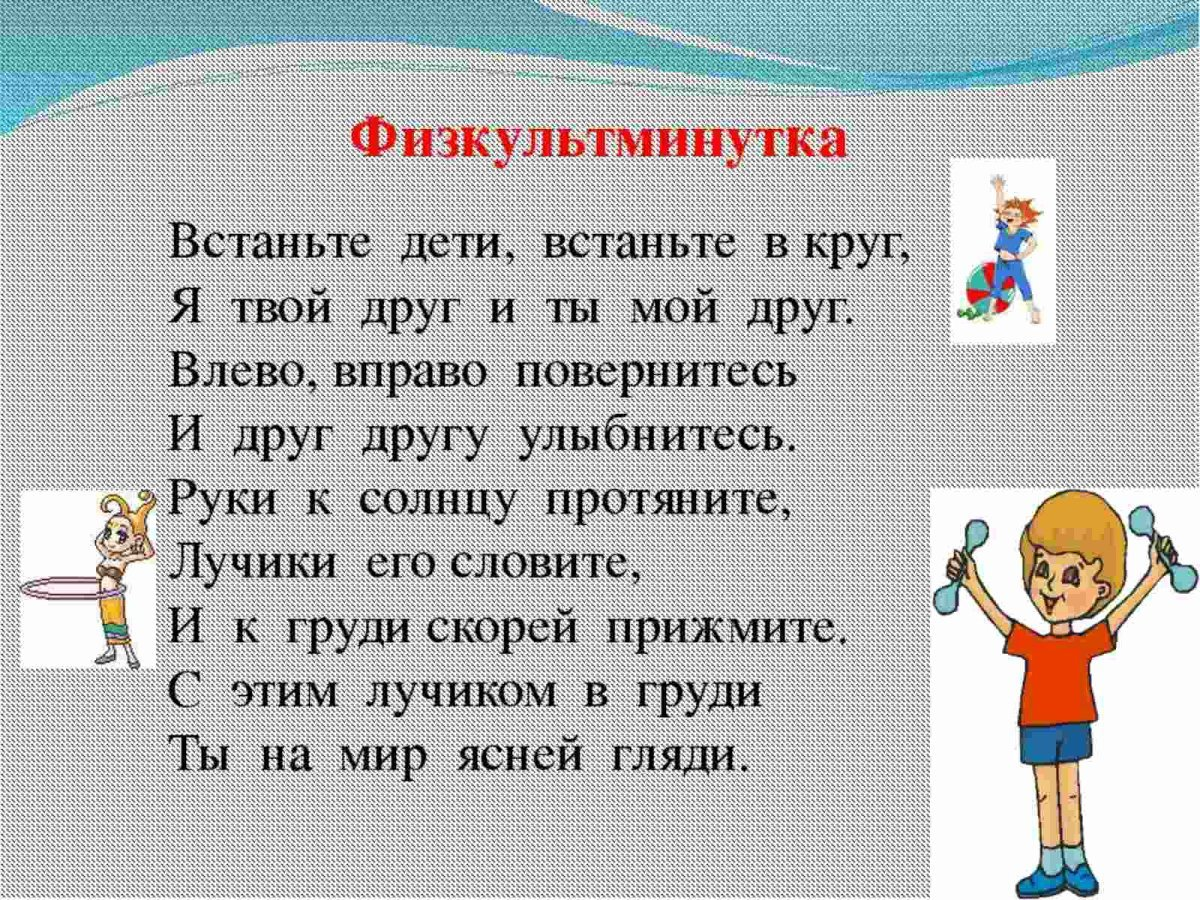 Физкультминутка
Встаньте дети, встаньте в круг,
Я твой друг и ты мой друг.
Влево, вправо повернитесь
И друг другу улыбнитесь.
Руки к солнцу протяните,
Лучики его словите,
И к груди скорей прижмите.
С этим лучиком в груди
Ты на мир ясней гляди.